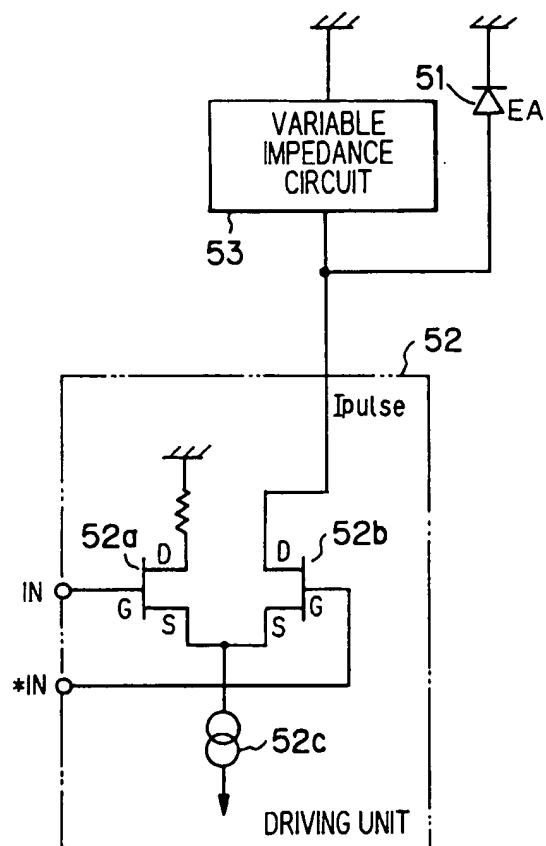 51
EA
VARIABLE
IMPEDANCE
CIRCUIT
53
52
Ipulse
52a
D
52b
D
IN
G
S
S
G
*IN
52c
DRIVING UNIT